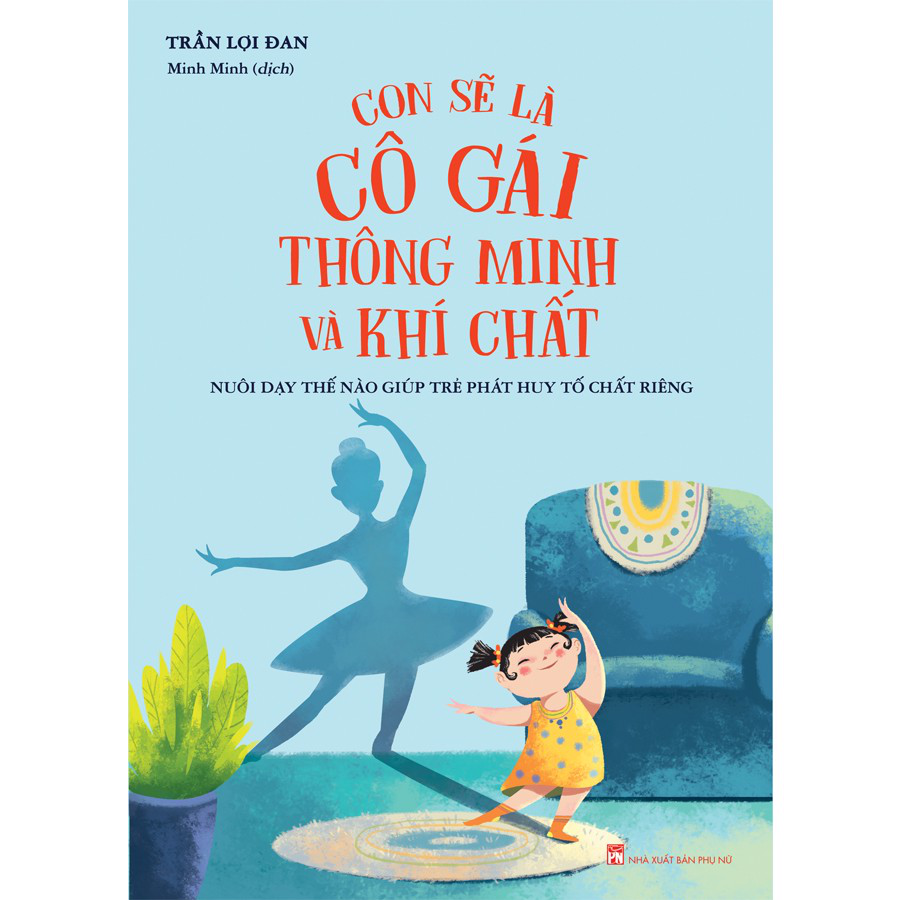 TRẦN LỢI ĐAN
Minh Minh (dịch)
CON SẼ LÀ
CÔ GÁI
THÔNG MINH
VÀ KHÍ CHẤT
NUÔI DẠY THẾ NÀO GIÚP TRẺ PHÁT HUY TỐ CHẤT RIÊNG
PN NHÀ XUẤT BẢN PHỤ NỮ